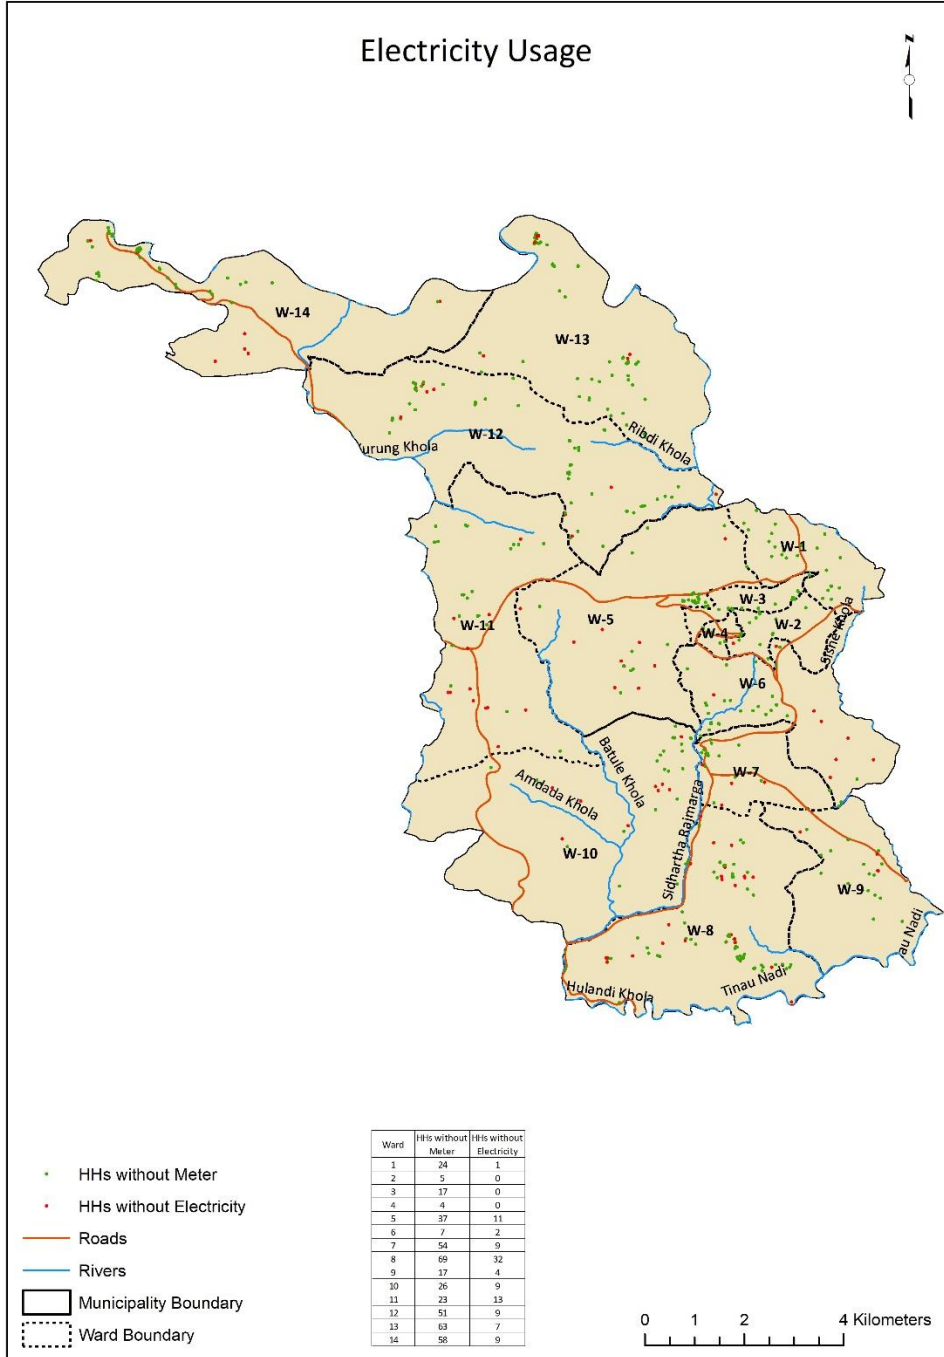 Electricity Usage
N
W-14
W-13
W-12
Ribdi Khola
urung Khola
W-1
W-3
W-5
W-11
W-4
W-2
Sisne Khola
W-6
Batule Khola
W-7
Amdada Khola
Sidhartha Rajmarga
W-10
W-9
W-8
au Nadi
Tinau Nadi
Hulandi Khola
Ward HHs without Meter HHs without Electricity
1 24 1
2 5 0
3 17 0
4 4 0
5 37 11
6 7 2
7 54 9
8 69 32
9 17 4
10 26 9
11 23 13
12 51 9
13 63 7
14 58 9
HHs without Meter
HHs without Electricity
Roads
Rivers
Municipality Boundary
Ward Boundary
0 1 2 4 Kilometers